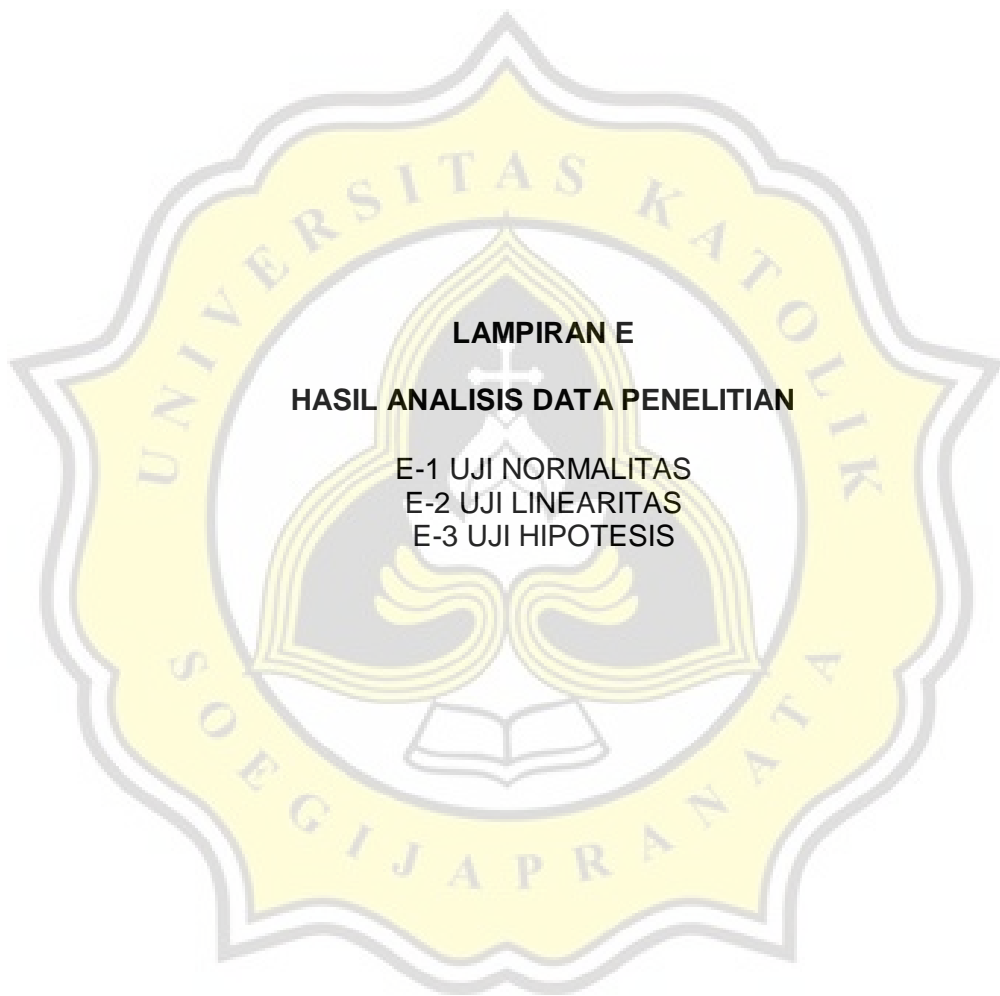 UNIVERSITAS KATOLIK
LAMPIRAN E
HASIL ANALISIS DATA PENELITIAN
E-1 UJI NORMALITAS
E-2 UJI LINEARITAS
E-3 UJI HIPOTESIS
SOEGIJAPRANATA